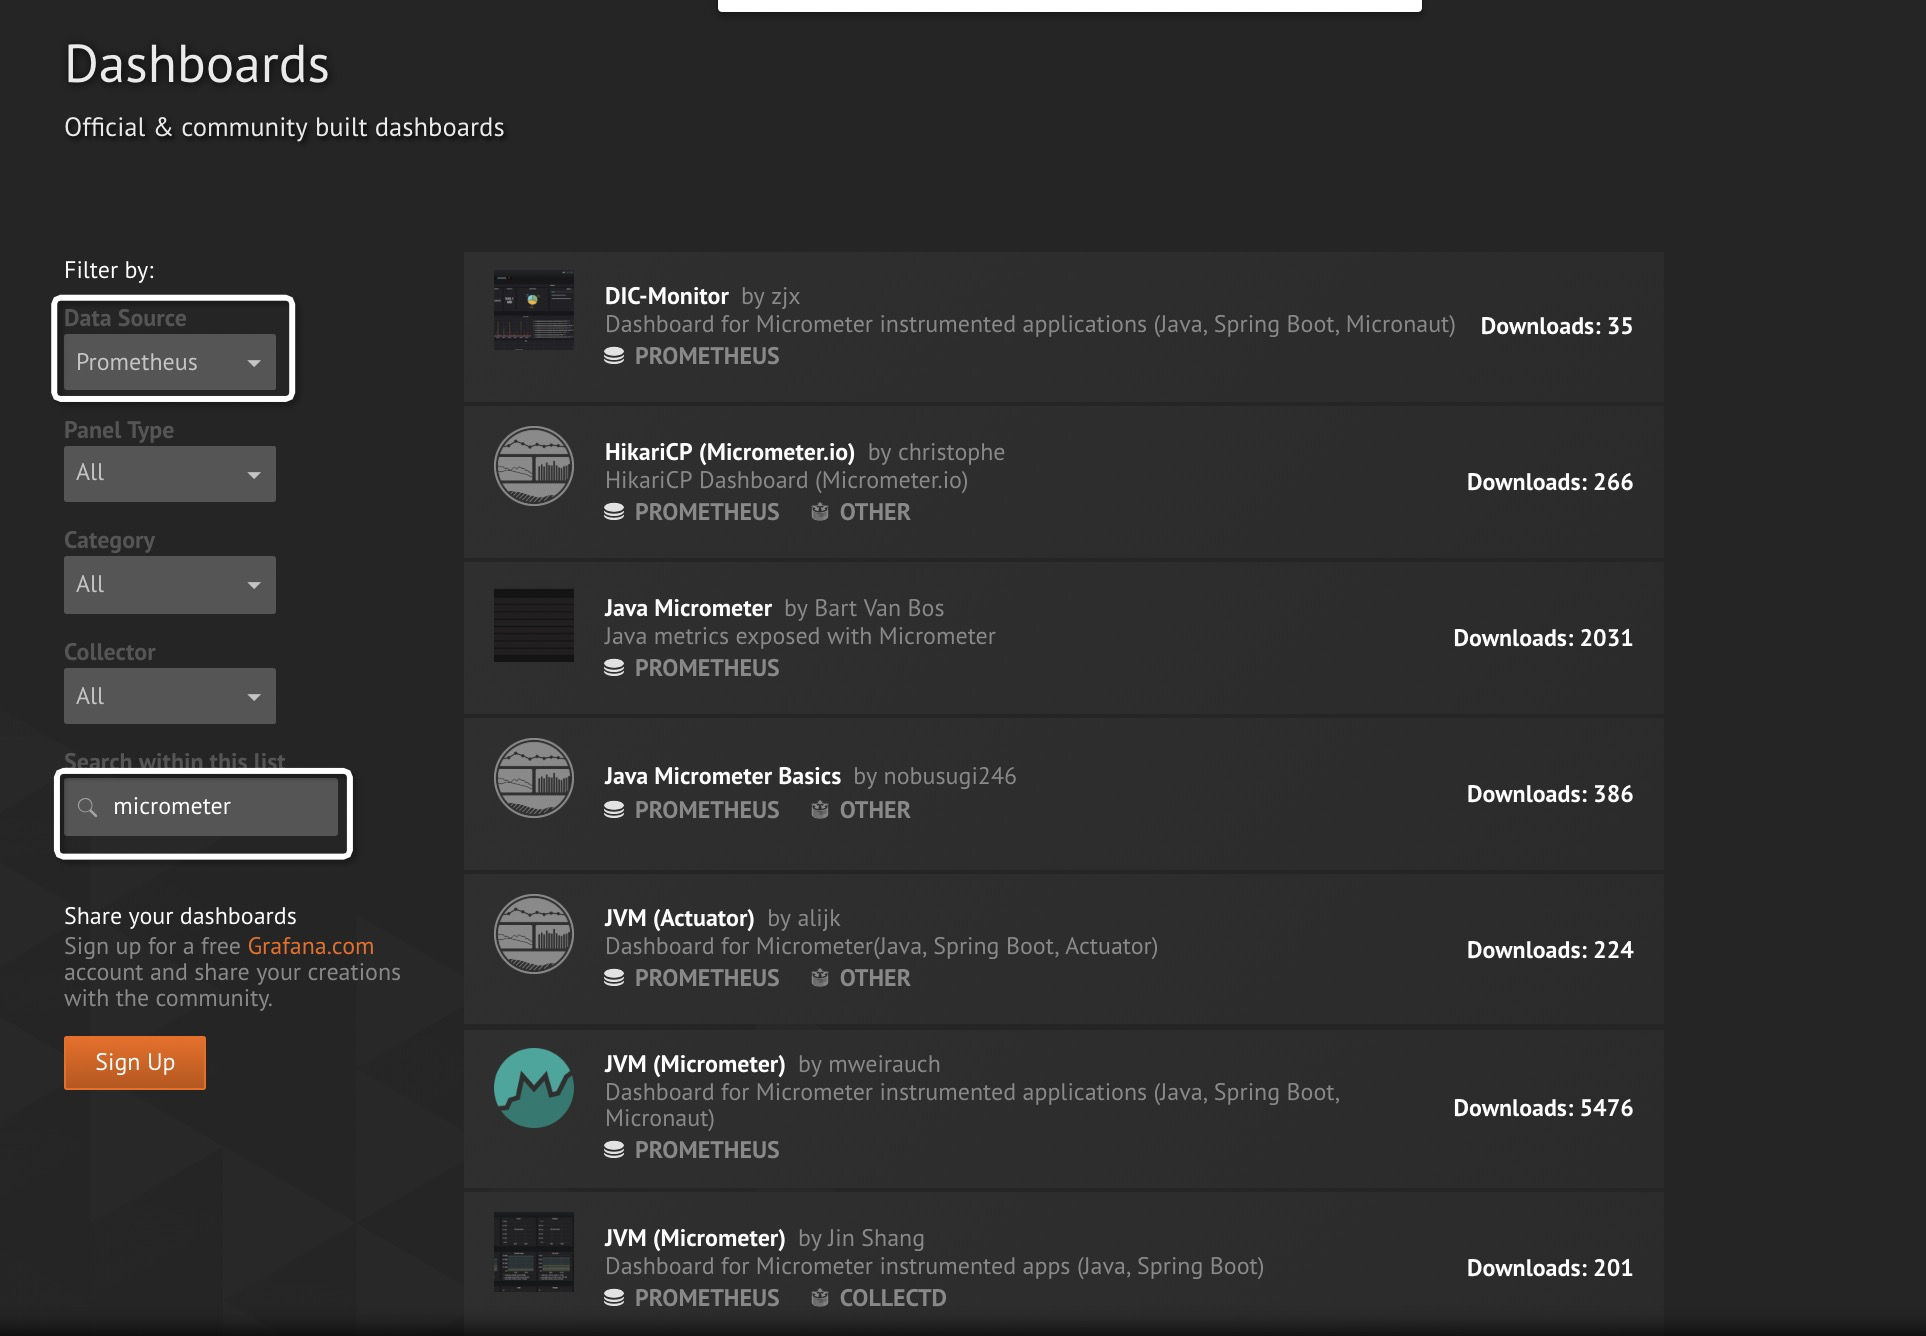 Dashboards
Official & community built dashboards
Filter by:
Data Source
Prometheus
Panel Type
All
Category
All
Collector
All
Search within this list
micrometer
Share your dashboards
Sign up for a free Grafana.com
account and share your creations
with the community.
Sign Up
DIC-Monitor by zjx
Dashboard for Micrometer instrumented applications (Java, Spring Boot, Micronaut)
PROMETHEUS
Downloads: 35
HikariCP (Micrometer.io) by christophe
HikariCP Dashboard (Micrometer.io)
PROMETHEUS OTHER
Downloads: 266
Java Micrometer by Bart Van Bos
Java metrics exposed with Micrometer
PROMETHEUS
Downloads: 2031
Java Micrometer Basics by nobusugi246
PROMETHEUS OTHER
Downloads: 386
JVM (Actuator) by alijk
Dashboard for Micrometer(Java, Spring Boot, Actuator)
PROMETHEUS OTHER
Downloads: 224
JVM (Micrometer) by mweirauch
Dashboard for Micrometer instrumented applications (Java, Spring Boot,
Micronaut)
PROMETHEUS
Downloads: 5476
JVM (Micrometer) by Jin Shang
Dashboard for Micrometer instrumented apps (Java, Spring Boot)
PROMETHEUS COLLECTD
Downloads: 201